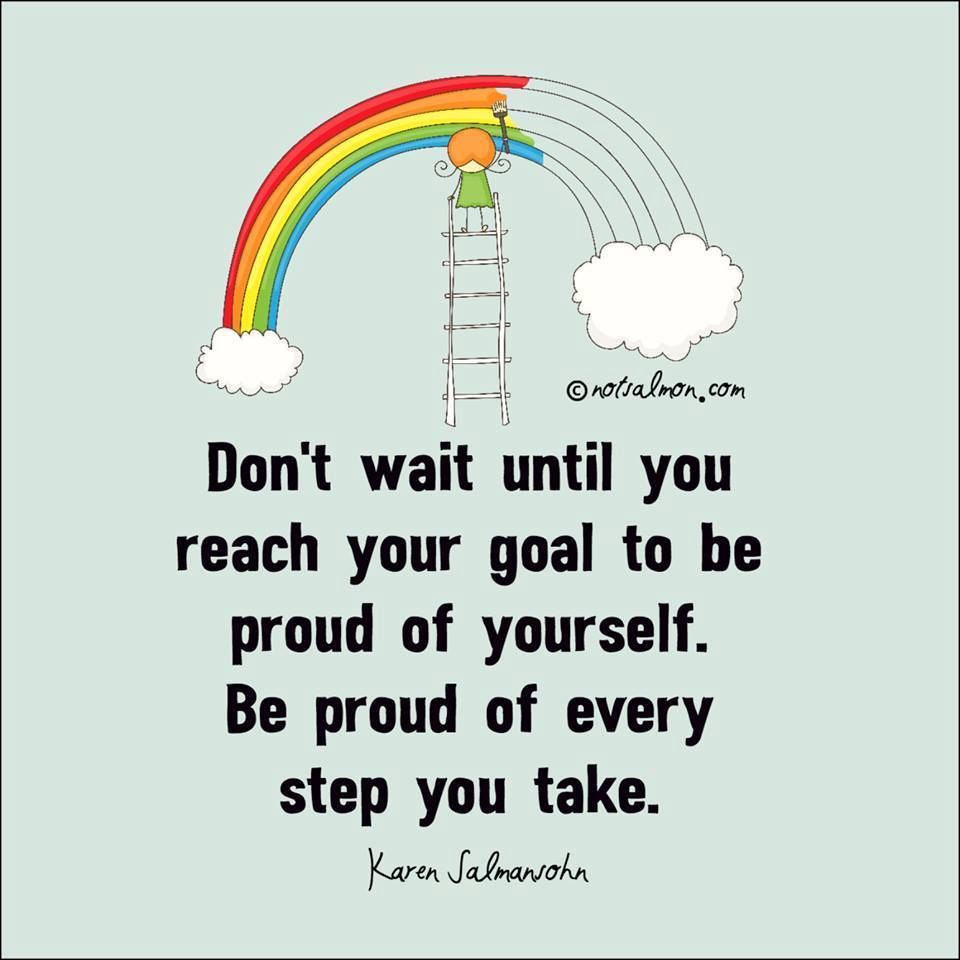 © notsalmon.com
Don't wait until you
reach your goal to be
proud of yourself.
Be proud of every
step you take.
Karen Salmansohn